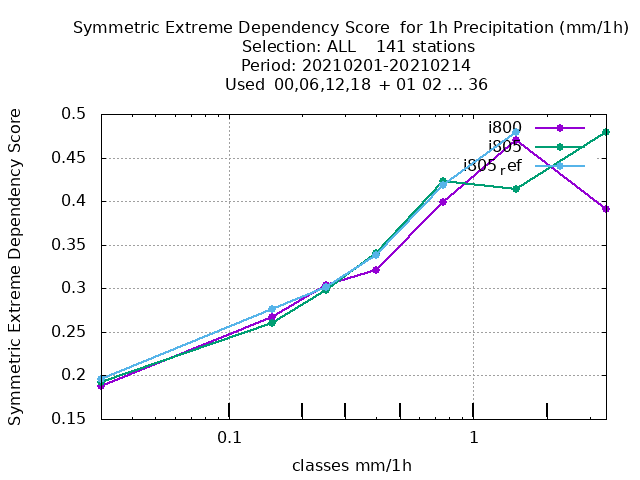 Symmetric Extreme Dependency Score  for 1h Precipitation (mm/1h)
Selection: ALL    141 stations
Period: 20210201-20210214
Used  00,06,12,18  + 01 02 ... 36
Symmetric Extreme Dependency Score
0.5
0.45
0.4
0.35
0.3
0.25
0.2
0.15
0.1
1
classes mm/1h
i800
i805
i805ref